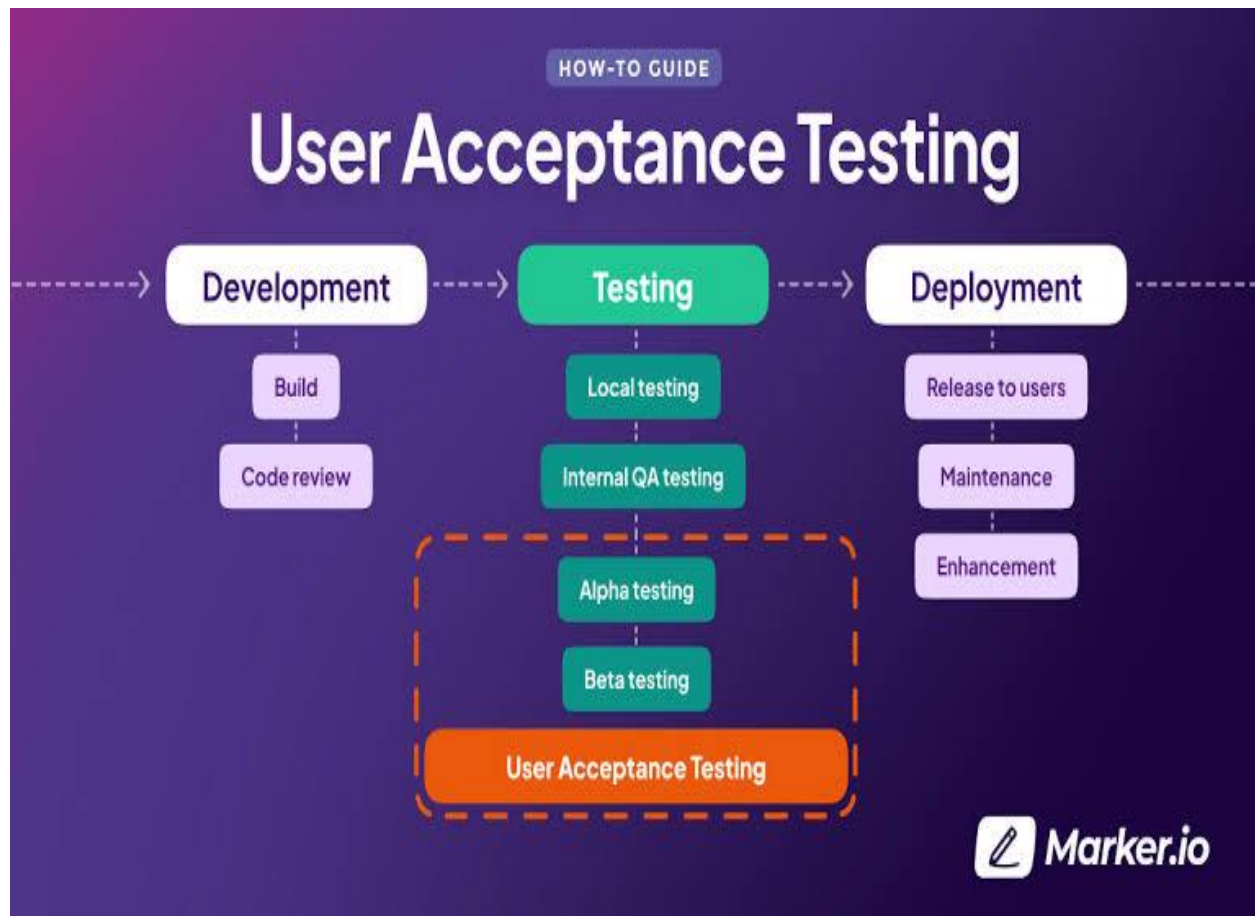 HOW-TO GUIDE
User Acceptance Testing
Development
Testing
Deployment
Build
Local testing
Release to users
Code review
Internal QA testing
Maintenance
Alpha testing
Enhancement
Beta testing
User Acceptance Testing
Marker.io